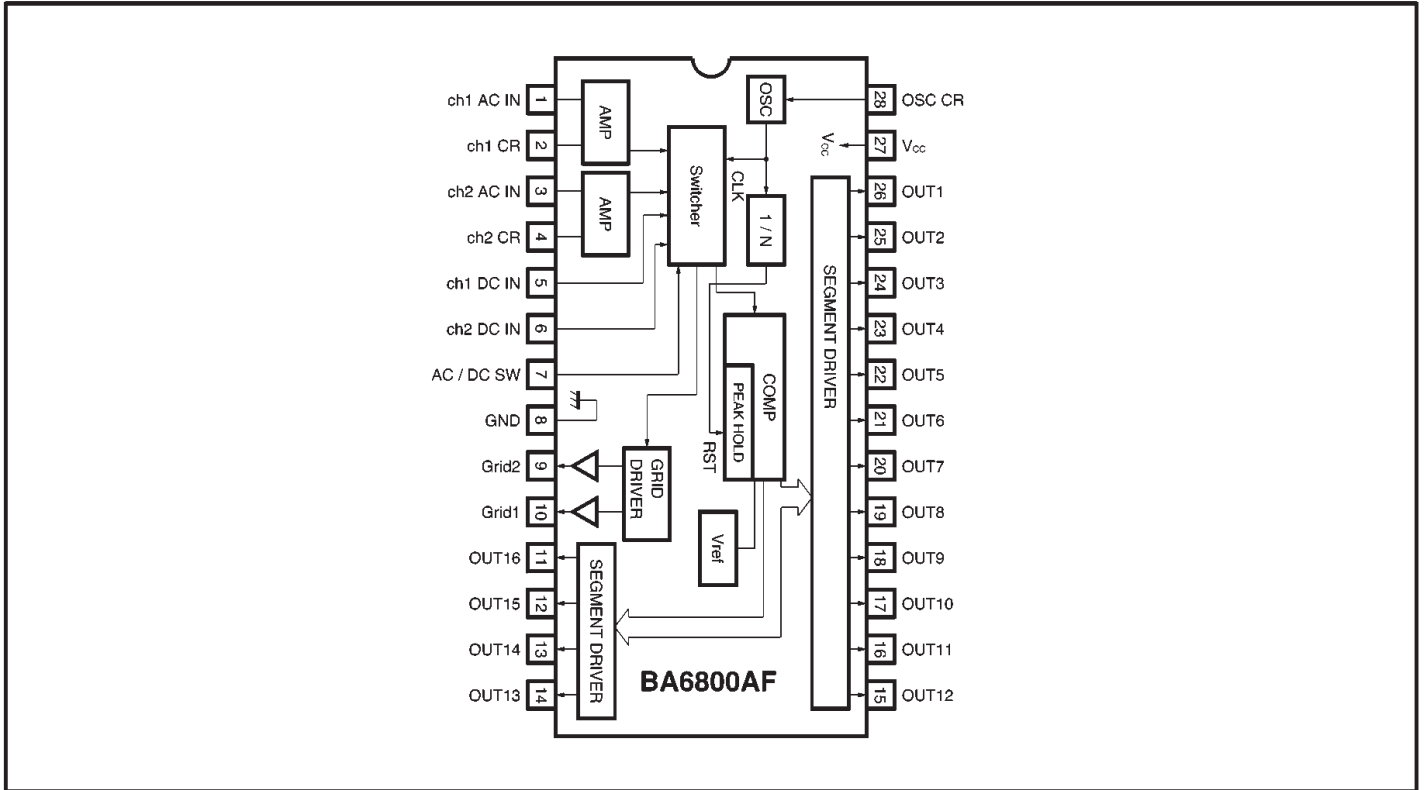 ch1 AC IN 1
ch1 CR 2
ch2 AC IN 3
ch2 CR 4
ch1 DC IN 5
ch2 DC IN 6
AC / DC SW 7
GND 8
Grid2 9
Grid1 10
OUT16 11
OUT15 12
OUT14 13
OUT13 14
AMP
AMP
Switcher
OSC
CLK
1 / N
Vcc
SEGMENT DRIVER
COMP
PEAK HOLD
RST
GRID
DRIVER
Vref
SEGMENT DRIVER
BA6800AF
28 OSC CR
27 Vcc
26 OUT1
25 OUT2
24 OUT3
23 OUT4
22 OUT5
21 OUT6
20 OUT7
19 OUT8
18 OUT9
17 OUT10
16 OUT11
15 OUT12